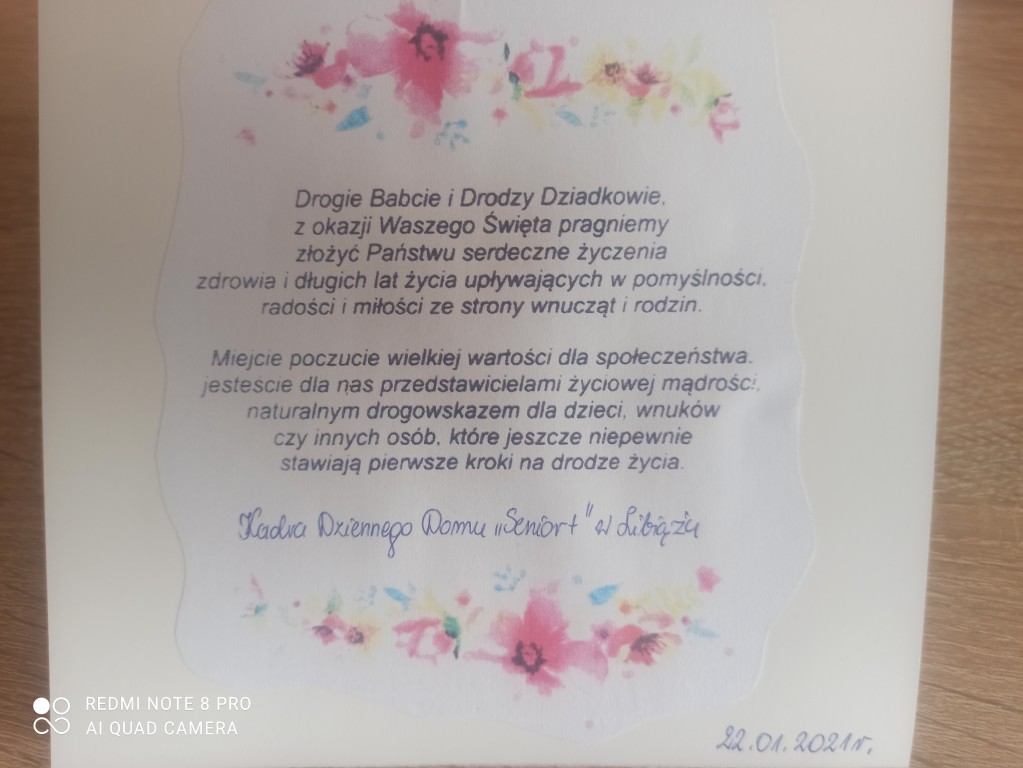 Drogie Babcie i Drodzy Dziadkowie,
z okazji Waszego Święta pragniemy
złożyć Państwu serdeczne życzenia
zdrowia i długich lat życia upływających w pomyślności,
radości i miłości ze strony wnucząt i rodzin.
Miejcie poczucie wielkiej wartości dla społeczeństwa,
jesteście dla nas przedstawicielami życiowej mądrości,
naturalnym drogowskazem dla dzieci, wnuków
czy innych osób, które jeszcze niepewnie
stawiają pierwsze kroki na drodze życia.
Kadra Dziennego Domu „Senior+" w Libiążu
22.01.2021r.
REDMI NOTE 8 PRO
AI QUAD CAMERA